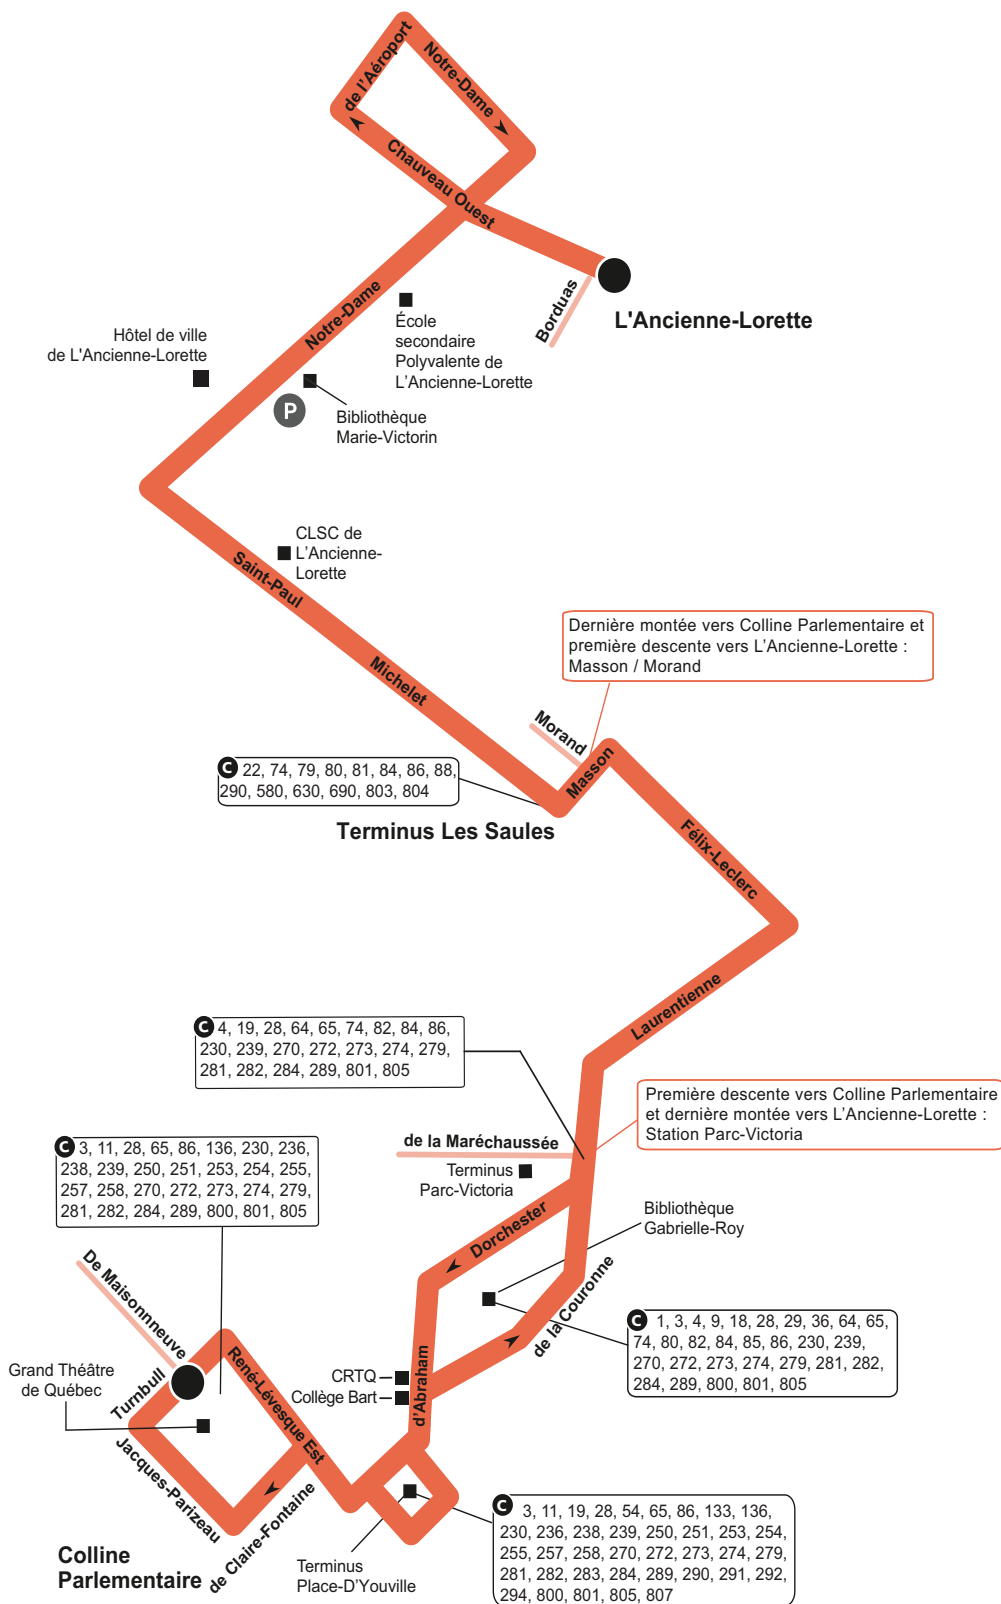 de l'Aéroport
Notre-Dame
Chauveau Ouest
Borduas
L'Ancienne-Lorette
Notre-Dame
École
secondaire
Polyvalente de
L'Ancienne-Lorette
Hôtel de ville
de L'Ancienne-Lorette
P
Bibliothèque
Marie-Victorin
CLSC de
L'Ancienne-
Lorette
Saint-Paul
Michelet
Dernière montée vers Colline Parlementaire et
première descente vers L'Ancienne-Lorette :
Masson / Morand
Morand
Masson
C 22, 74, 79, 80, 81, 84, 86, 88,
290, 580, 630, 690, 803, 804
Terminus Les Saules
Félix-Leclerc
Laurentienne
C 4, 19, 28, 64, 65, 74, 82, 84, 86,
230, 239, 270, 272, 273, 274, 279,
281, 282, 284, 289, 801, 805
Première descente vers Colline Parlementaire
et dernière montée vers L'Ancienne-Lorette :
Station Parc-Victoria
de la Maréchaussée
Terminus
Parc-Victoria
C 3, 11, 28, 65, 86, 136, 230, 236,
238, 239, 250, 251, 253, 254, 255,
257, 258, 270, 272, 273, 274, 279,
281, 282, 284, 289, 800, 801, 805
Dorchester
Bibliothèque
Gabrielle-Roy
de la Couronne
De Maisonnneuve
C 1, 3, 4, 9, 18, 28, 29, 36, 64, 65,
74, 80, 82, 84, 85, 86, 230, 239,
270, 272, 273, 274, 279, 281, 282,
284, 289, 800, 801, 805
Grand Théâtre
de Québec
Turnbull
René-Lévesque Est
CRTQ
Collège Bart
d'Abraham
Jacques-Parizeau
de Claire-Fontaine
Colline
Parlementaire
Terminus
Place-D'Youville
C 3, 11, 19, 28, 54, 65, 86, 133, 136,
230, 236, 238, 239, 250, 251, 253, 254,
255, 257, 258, 270, 272, 273, 274, 279,
281, 282, 283, 284, 289, 290, 291, 292,
294, 800, 801, 805, 807